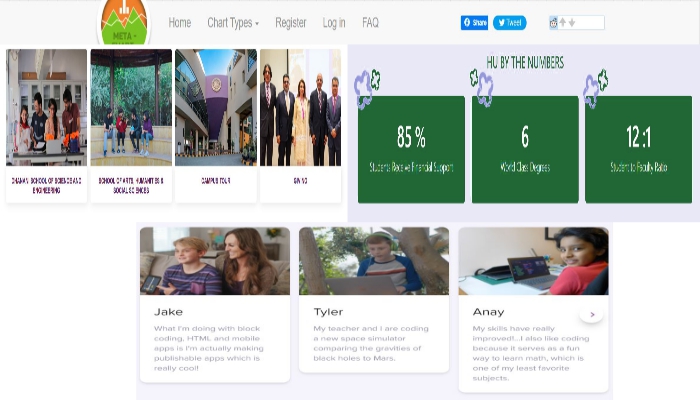 META -
Home Chart Types Register Log in FAQ
Share Tweet
SCHOOL OF SCIENCE AND
ENGINEERING
SCHOOL OF ARTS, HUMANITIES &
SOCIAL SCIENCES
CAMPUS TOUR
GIVING
HU BY THE NUMBERS
85 %
Students Receive Financial Support
6
World Class Degrees
12 :1
Student to Faculty Ratio
Jake
What I'm doing with block
coding, HTML and mobile
apps is I'm actually making
publishable apps which is
really cool!
Tyler
My teacher and I are coding
a new space simulator
comparing the gravities of
black holes to Mars.
Anay
My skills have really
improved!...I also like coding
because it serves as a fun
way to learn math, which is
one of my least favorite
subjects.